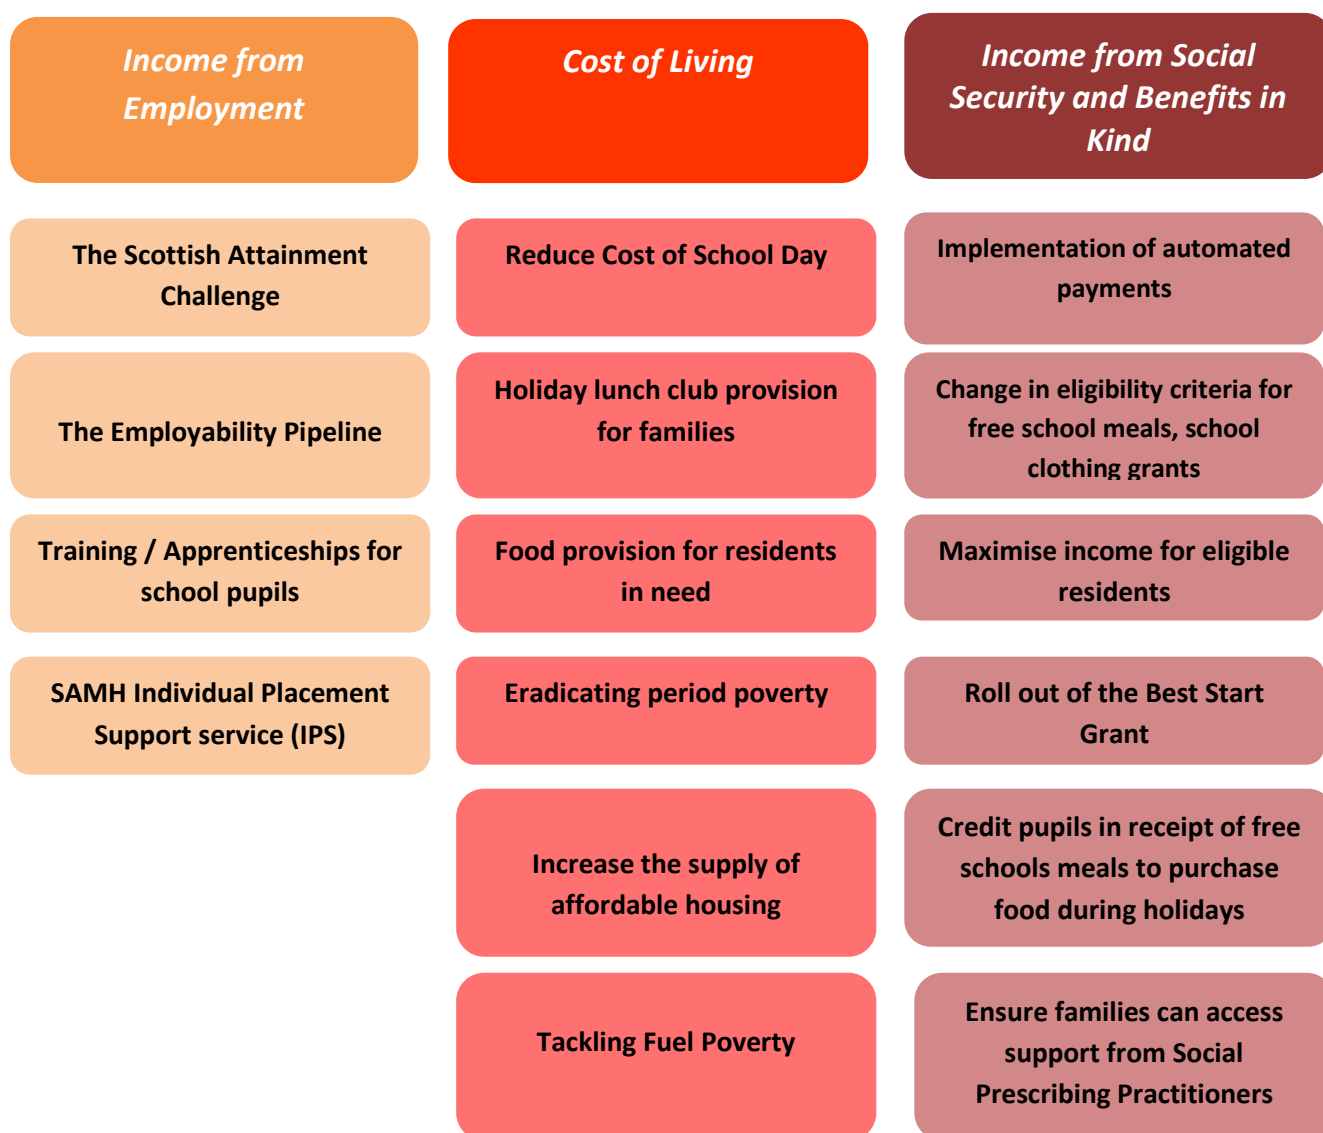 Income from
Employment
Cost of Living
Income from Social
Security and Benefits in
Kind
The Scottish Attainment
Challenge
Reduce Cost of School Day
Implementation of automated
payments
The Employability Pipeline
Holiday lunch club provision
for families
Change in eligibility criteria for
free school meals, school
clothing grants
Training / Apprenticeships for
school pupils
Food provision for residents
in need
Maximise income for eligible
residents
SAMH Individual Placement
Support service (IPS)
Eradicating period poverty
Roll out of the Best Start
Grant
Increase the supply of
affordable housing
Credit pupils in receipt of free
schools meals to purchase
food during holidays
Tackling Fuel Poverty
Ensure families can access
support from Social
Prescribing Practitioners